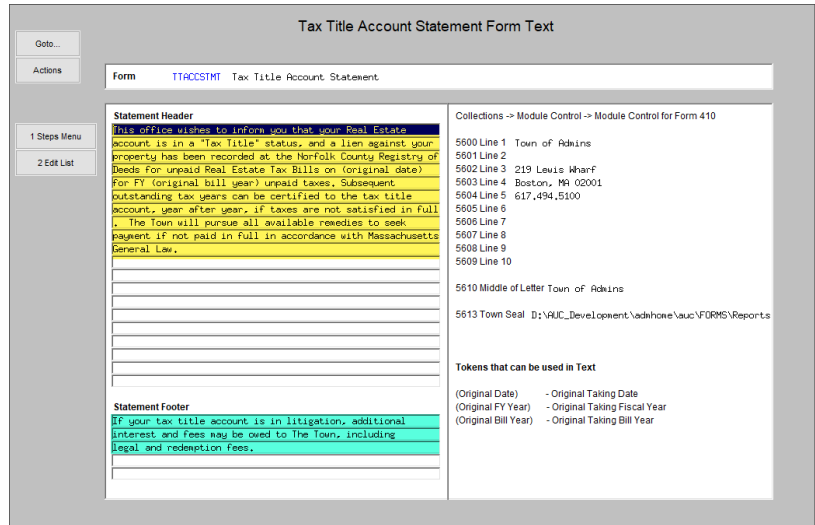 Tax Title Account Statement Form Text
Goto...
Actions
Form TTACCSTMT Tax Title Account Statement
1 Steps Menu
2 Edit List
Statement Header
This office wishes to inform you that your Real Estate
account is in a "Tax Title" status, and a lien against your
property has been recorded at the Norfolk County Registry of
Deeds for unpaid Real Estate Tax Bills on (original date)
for FY (original bill year) unpaid taxes. Subsequent
outstanding tax years can be certified to the tax title
account, year after year, if taxes are not satisfied in full
. The Town will pursue all available remedies to seek
payment if not paid in full in accordance with Massachusetts
General Law.
Statement Footer
If your tax title account is in litigation, additional
interest and fees may be owed to The Town, including
legal and redemption fees.
Collections -> Module Control -> Module Control for Form 410
5600 Line 1 Town of Admins
5601 Line 2
5602 Line 3 219 Lewis Wharf
5603 Line 4 Boston, MA 02001
5604 Line 5 617.494.5100
5605 Line 6
5606 Line 7
5607 Line 8
5608 Line 9
5609 Line 10
5610 Middle of Letter Town of Admins
5613 Town Seal D:\AUC_Development\admhome\auc\FORMS\Reports
Tokens that can be used in Text
(Original Date) - Original Taking Date
(Original FY Year) - Original Taking Fiscal Year
(Original Bill Year) - Original Taking Bill Year